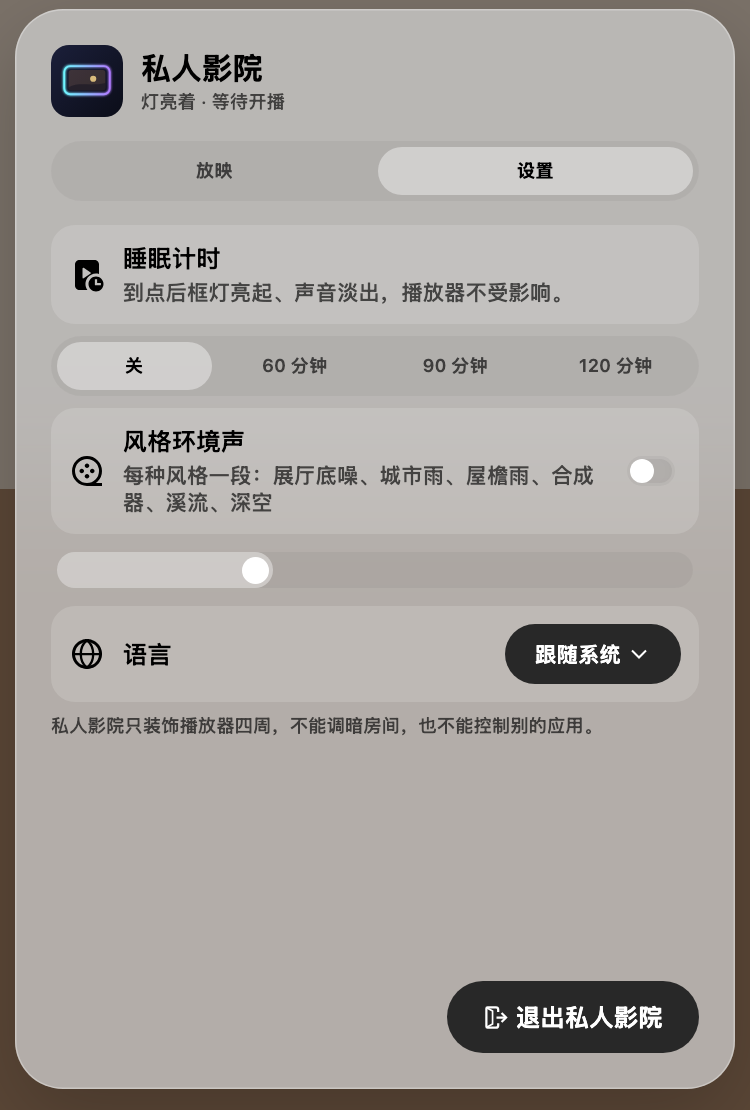 私人影院
灯亮着 · 等待开播
放映
设置
睡眠计时
到点后框灯亮起、声音淡出，播放器不受影响。
关
60 分钟
90 分钟
120 分钟
风格环境声
每种风格一段：展厅底噪、城市雨、屋檐雨、合成
器、溪流、深空
语言
跟随系统
私人影院只装饰播放器四周，不能调暗房间，也不能控制别的应用。
退出私人影院